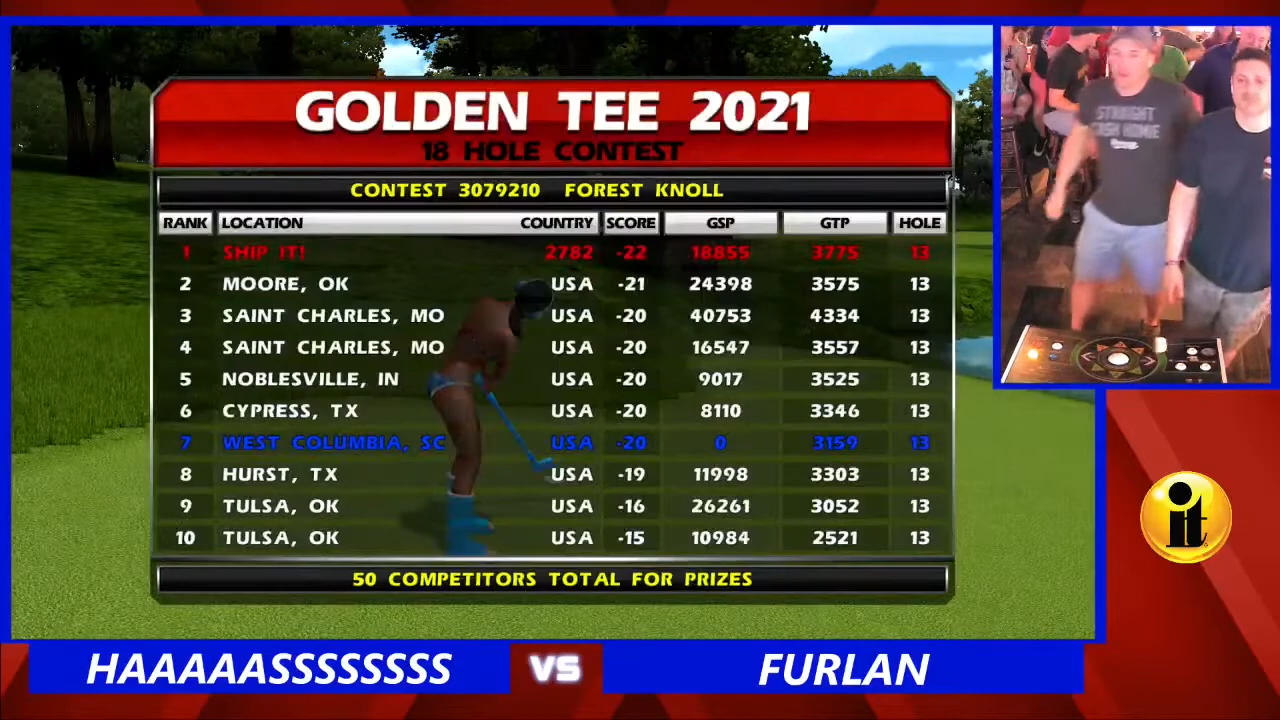 GOLDEN TEE 2021
18 HOLE CONTEST
CONTEST 3079210 FOREST KNOLL
RANK LOCATION COUNTRY SCORE GSP GTP HOLE
1 SHIP IT! 2782 -22 18855 3775 13
2 MOORE, OK USA -21 24398 3575 13
3 SAINT CHARLES, MO USA -20 40753 4334 13
4 SAINT CHARLES, MO USA -20 16547 3557 13
5 NOBLESVILLE, IN USA -20 9017 3525 13
6 CYPRESS, TX USA -20 8110 3346 13
7 WEST COLUMBIA, SC USA -20 0 3159 13
8 HURST, TX USA -19 11998 3303 13
9 TULSA, OK USA -16 26261 3052 13
10 TULSA, OK USA -15 10984 2521 13
50 COMPETITORS TOTAL FOR PRIZES
STRAIGHT
CASH HOMIE
it
HAAAAASSSSSSSS VS FURLAN